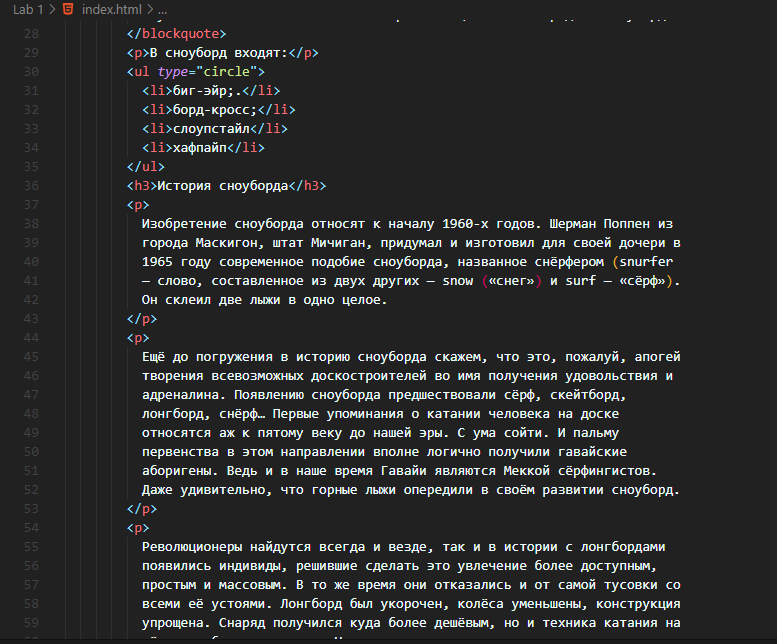 Lab 1 > index.html > ...
28 </blockquote>
29 <p>В сноуборд входят:</p>
30 <ul type="circle">
31 <li>биг-эйр;.</li>
32 <li>борд-кросс;</li>
33 <li>слоупстайл</li>
34 <li>хафпайп</li>
35 </ul>
36 <h3>История сноуборда</h3>
37 <p>
38 Изобретение сноуборда относят к началу 1960-х годов. Шерман Поппен из
39 города Маскигон, штат Мичиган, придумал и изготовил для своей дочери в
40 1965 году современное подобие сноуборда, названное снёрфером (snurfer
41 — слово, составленное из двух других — snow («снег») и surf — «сёрф»).
42 Он склеил две лыжи в одно целое.
43 </p>
44 <p>
45 Ещё до погружения в историю сноуборда скажем, что это, пожалуй, апогей
46 творения всевозможных доскостроителей во имя получения удовольствия и
47 адреналина. Появлению сноуборда предшествовали сёрф, скейтборд,
48 лонгборд, снёрф… Первые упоминания о катании человека на доске
49 относятся аж к пятому веку до нашей эры. С ума сойти. И пальму
50 первенства в этом направлении вполне логично получили гавайские
51 аборигены. Ведь и в наше время Гавайи являются Меккой сёрфингистов.
52 Даже удивительно, что горные лыжи опередили в своём развитии сноуборд.
53 </p>
54 <p>
55 Революционеры найдутся всегда и везде, так и в истории с лонгбордами
56 появились индивиды, решившие сделать это увлечение более доступным,
57 простым и массовым. В то же время они отказались и от самой тусовки со
58 всеми её устоями. Лонгборд был укорочен, колёса уменьшены, конструкция
59 упрощена. Снаряд получился куда более дешёвым, но и техника катания на